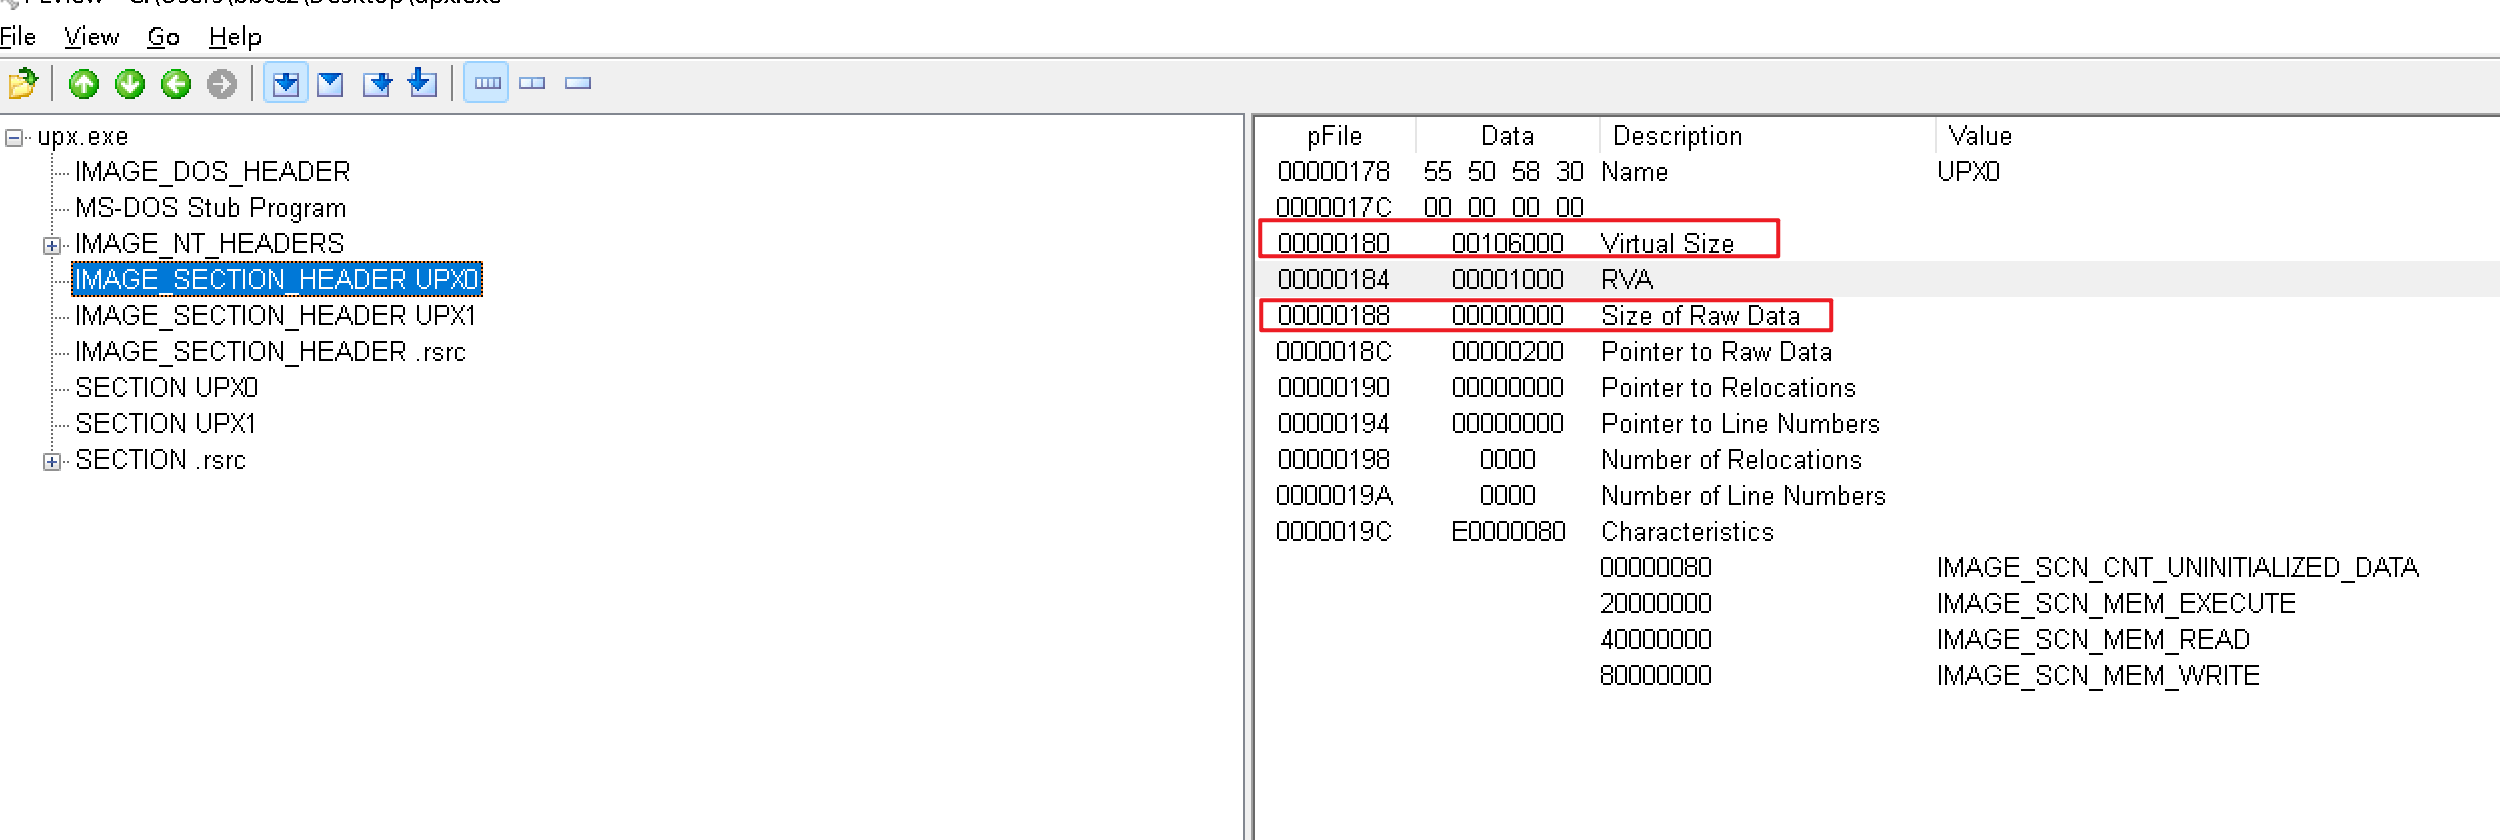 File View Go Help
upx.exe
IMAGE_DOS_HEADER
MS-DOS Stub Program
IMAGE_NT_HEADERS
IMAGE_SECTION_HEADER UPX0
IMAGE_SECTION_HEADER UPX1
IMAGE_SECTION_HEADER .rsrc
SECTION UPX0
SECTION UPX1
SECTION .rsrc
pFile Data Description Value
00000178 55 50 58 30 Name UPX0
0000017C 00 00 00 00
00000180 00106000 Virtual Size
00000184 00001000 RVA
00000188 00000000 Size of Raw Data
0000018C 00000200 Pointer to Raw Data
00000190 00000000 Pointer to Relocations
00000194 00000000 Pointer to Line Numbers
00000198 0000 Number of Relocations
0000019A 0000 Number of Line Numbers
0000019C E0000080 Characteristics
00000080 IMAGE_SCN_CNT_UNINITIALIZED_DATA
20000000 IMAGE_SCN_MEM_EXECUTE
40000000 IMAGE_SCN_MEM_READ
80000000 IMAGE_SCN_MEM_WRITE